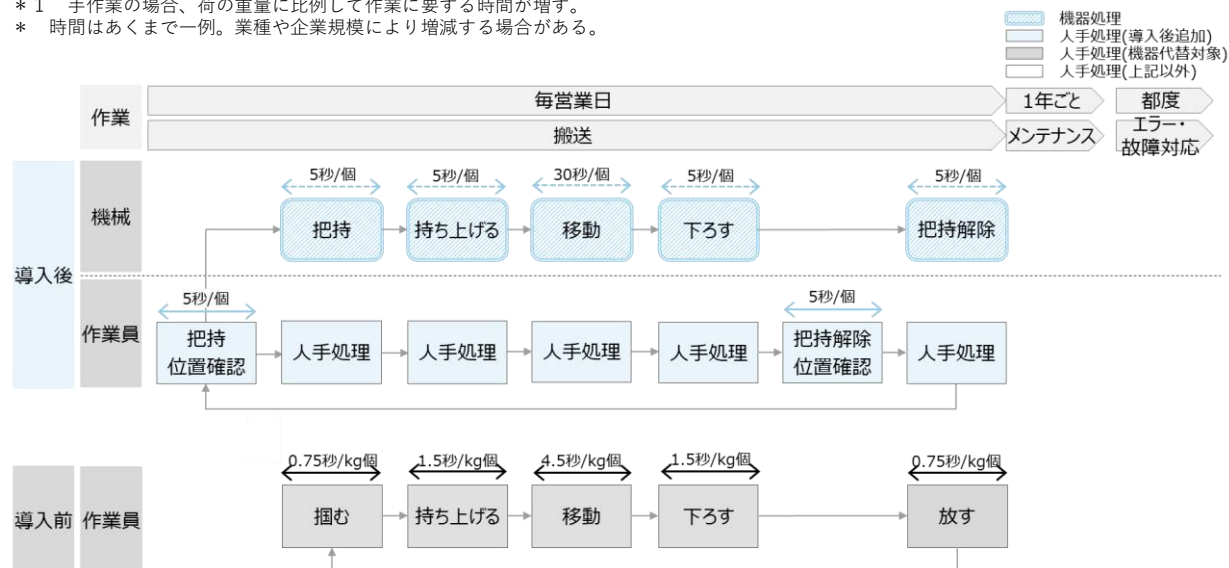 ＊1　手作業の場合、荷の重量に比例して作業に要する時間が増す。
＊　時間はあくまで一例。業種や企業規模により増減する場合がある。
機器処理
人手処理(導入後追加)
人手処理(機器代替対象)
人手処理(上記以外)
作業
毎営業日
1年ごと
都度
搬送
メンテナンス
エラー・
故障対応
導入後
機械
5秒/個
5秒/個
30秒/個
5秒/個
5秒/個
把持
持ち上げる
移動
下ろす
把持解除
作業員
5秒/個
5秒/個
把持
位置確認
人手処理
人手処理
人手処理
人手処理
把持解除
位置確認
人手処理
導入前
作業員
0.75秒/kg個
1.5秒/kg個
4.5秒/kg個
1.5秒/kg個
0.75秒/kg個
掴む
持ち上げる
移動
下ろす
放す